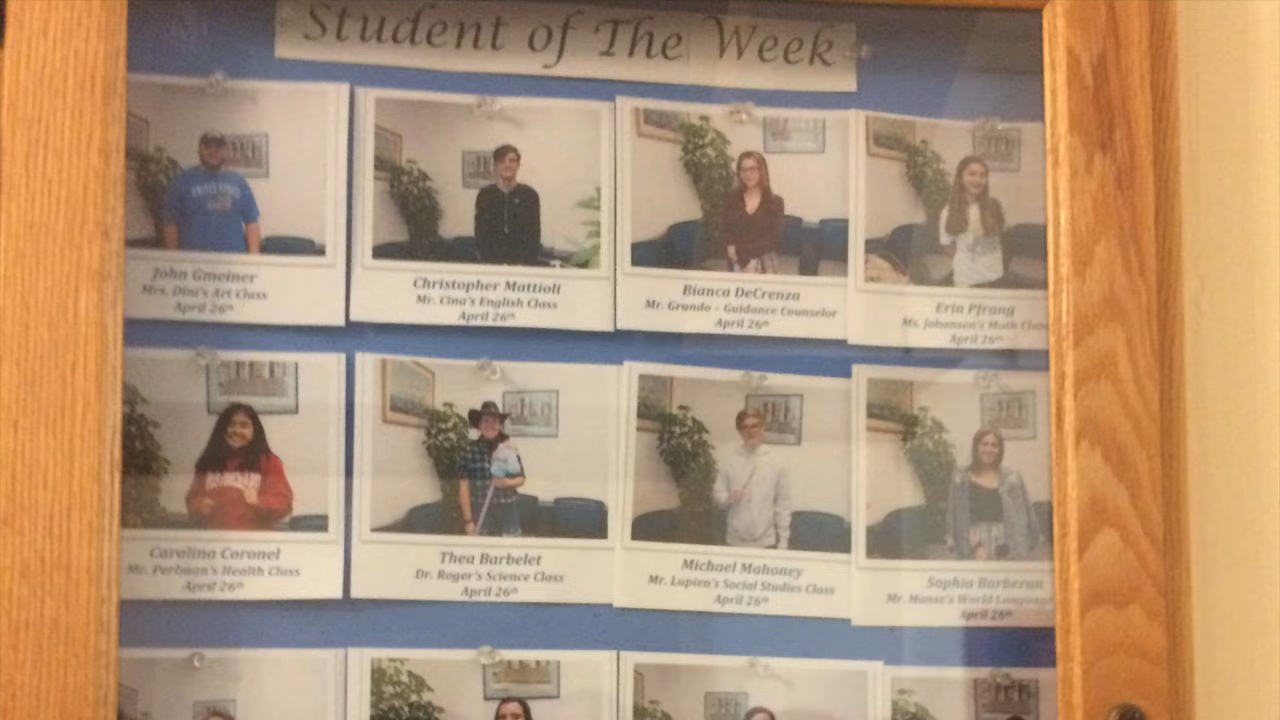 Student of The Week
John Gmeiner
Mrs. Dini's Art Class
April 26th
Christopher Mattioli
Mr. Cina's English Class
April 26th
Bianca DeCrenza
Mr. Grando - Guidance Counselor
April 26th
Erin Pfrang
Ms. Johansen's Math Class
April 26th
Carolina Coronel
Mr. Perlman's Health Class
April 26th
Thea Barbelet
Dr. Roger's Science Class
April 26th
Michael Mahoney
Mr. Lupien's Social Studies Class
April 26th
Sophia Barberan
Mr. Manse's World
April 26th